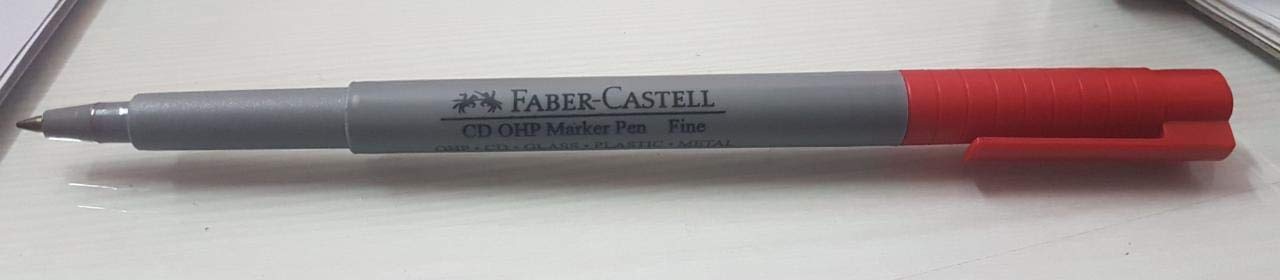 FABER-CASTELL
CD OHP Marker Pen Fine
OHP • CD • GLASS • PLASTIC • METAL